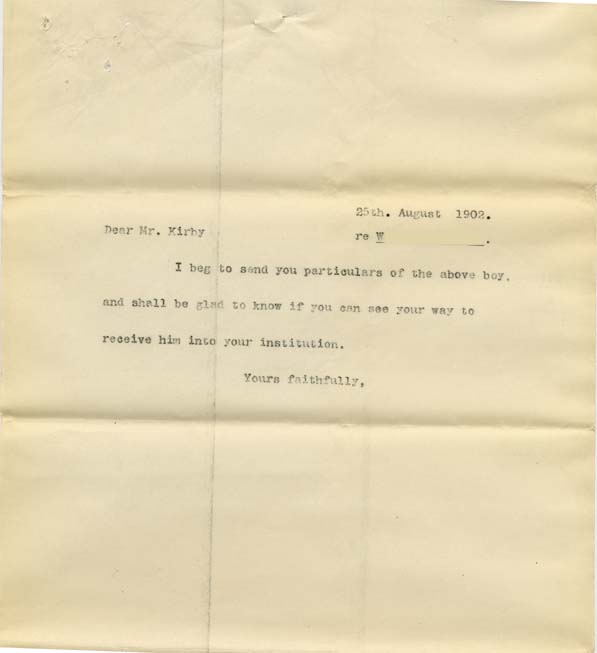 25th. August 1902.
Dear Mr. Kirby
re W .
I beg to send you particulars of the above boy,
and shall be glad to know if you can see your way to
receive him into your institution.
Yours faithfully,